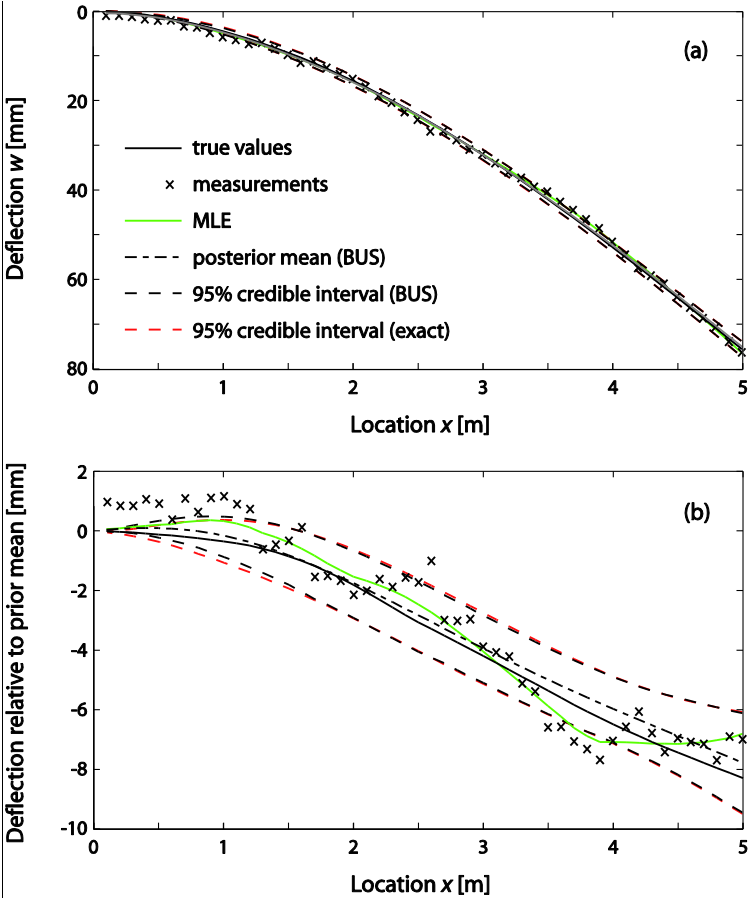 0
20
40
60
80
Deflection w [mm]
(a)
true values
measurements
MLE
posterior mean (BUS)
95% credible interval (BUS)
95% credible interval (exact)
0 1 2 3 4 5
Location x [m]
2
0
-2
-4
-6
-8
-10
Deflection relative to prior mean [mm]
(b)
0 1 2 3 4 5
Location x [m]